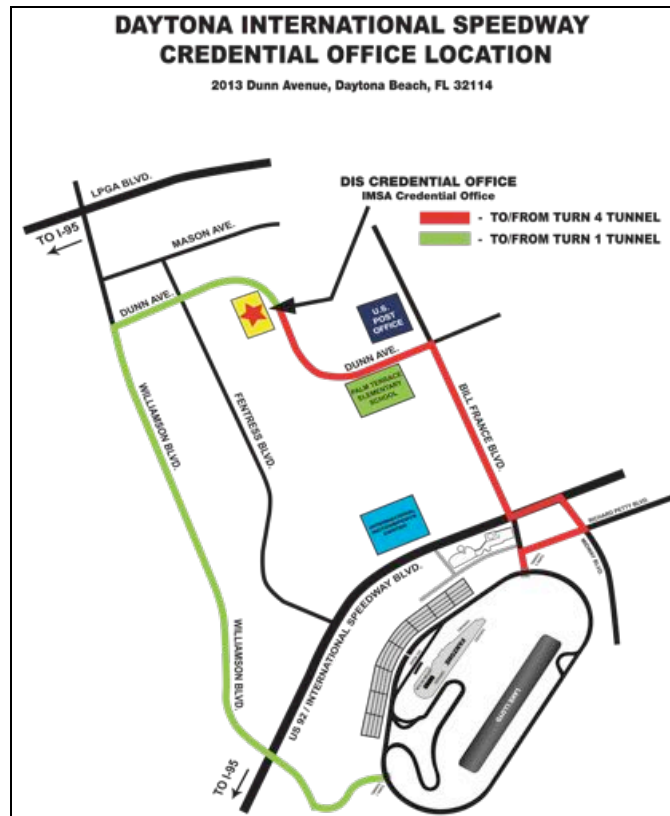 DAYTONA INTERNATIONAL SPEEDWAY
CREDENTIAL OFFICE LOCATION
2013 Dunn Avenue, Daytona Beach, FL 32114
LPGA BLVD.
DIS CREDENTIAL OFFICE
IMSA Credential Office
- TO/FROM TURN 4 TUNNEL
- TO/FROM TURN 1 TUNNEL
TO I-95
MASON AVE.
DUNN AVE.
U.S.
POST
OFFICE
DUNN AVE.
PALM TERRACE
ELEMENTARY
SCHOOL
WILLIAMSON BLVD.
FENTRESS BLVD.
BILL FRANCE BLVD.
RICHARD PETTY BLVD.
MIDWAY BLVD.
US 92 / INTERNATIONAL SPEEDWAY BLVD.
WILLIAMSON BLVD.
LAKE LLOYD
TO I-95